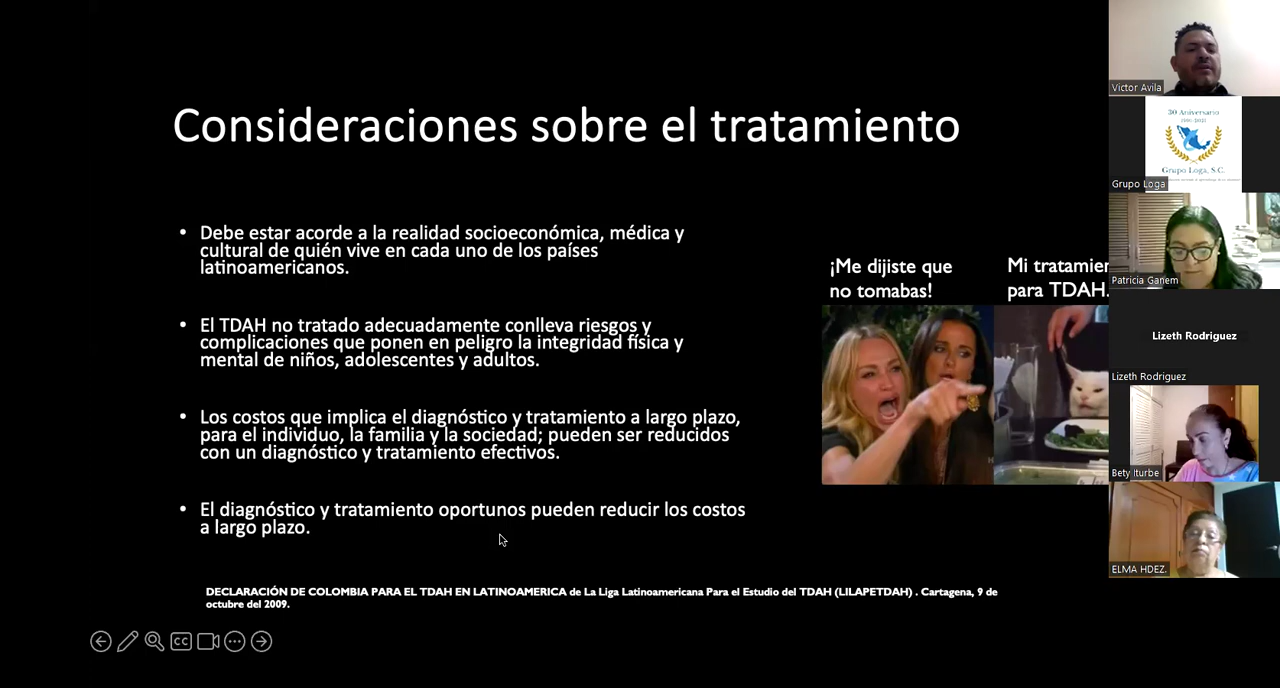 Consideraciones sobre el tratamiento
• Debe estar acorde a la realidad socioeconómica, médica y
cultural de quién vive en cada uno de los países
latinoamericanos.
• El TDAH no tratado adecuadamente conlleva riesgos y
complicaciones que ponen en peligro la integridad física y
mental de niños, adolescentes y adultos.
• Los costos que implica el diagnóstico y tratamiento a largo plazo,
para el individuo, la familia y la sociedad; pueden ser reducidos
con un diagnóstico y tratamiento efectivos.
• El diagnóstico y tratamiento oportunos pueden reducir los costos
a largo plazo.
DECLARACIÓN DE COLOMBIA PARA EL TDAH EN LATINOAMERICA de La Liga Latinoamericana Para el Estudio del TDAH (LILAPETDAH) . Cartagena, 9 de
octubre del 2009.
¡Me dijiste que
no tomabas!
Mi tratamien
para TDAH.
CC
Victor Avila
30 Aniversario
Grupo Loga, S.C.
Grupo Loga
Patricia Ganem
Lizeth Rodriguez
Lizeth Rodriguez
Bety Iturbe
ELMA HDEZ.